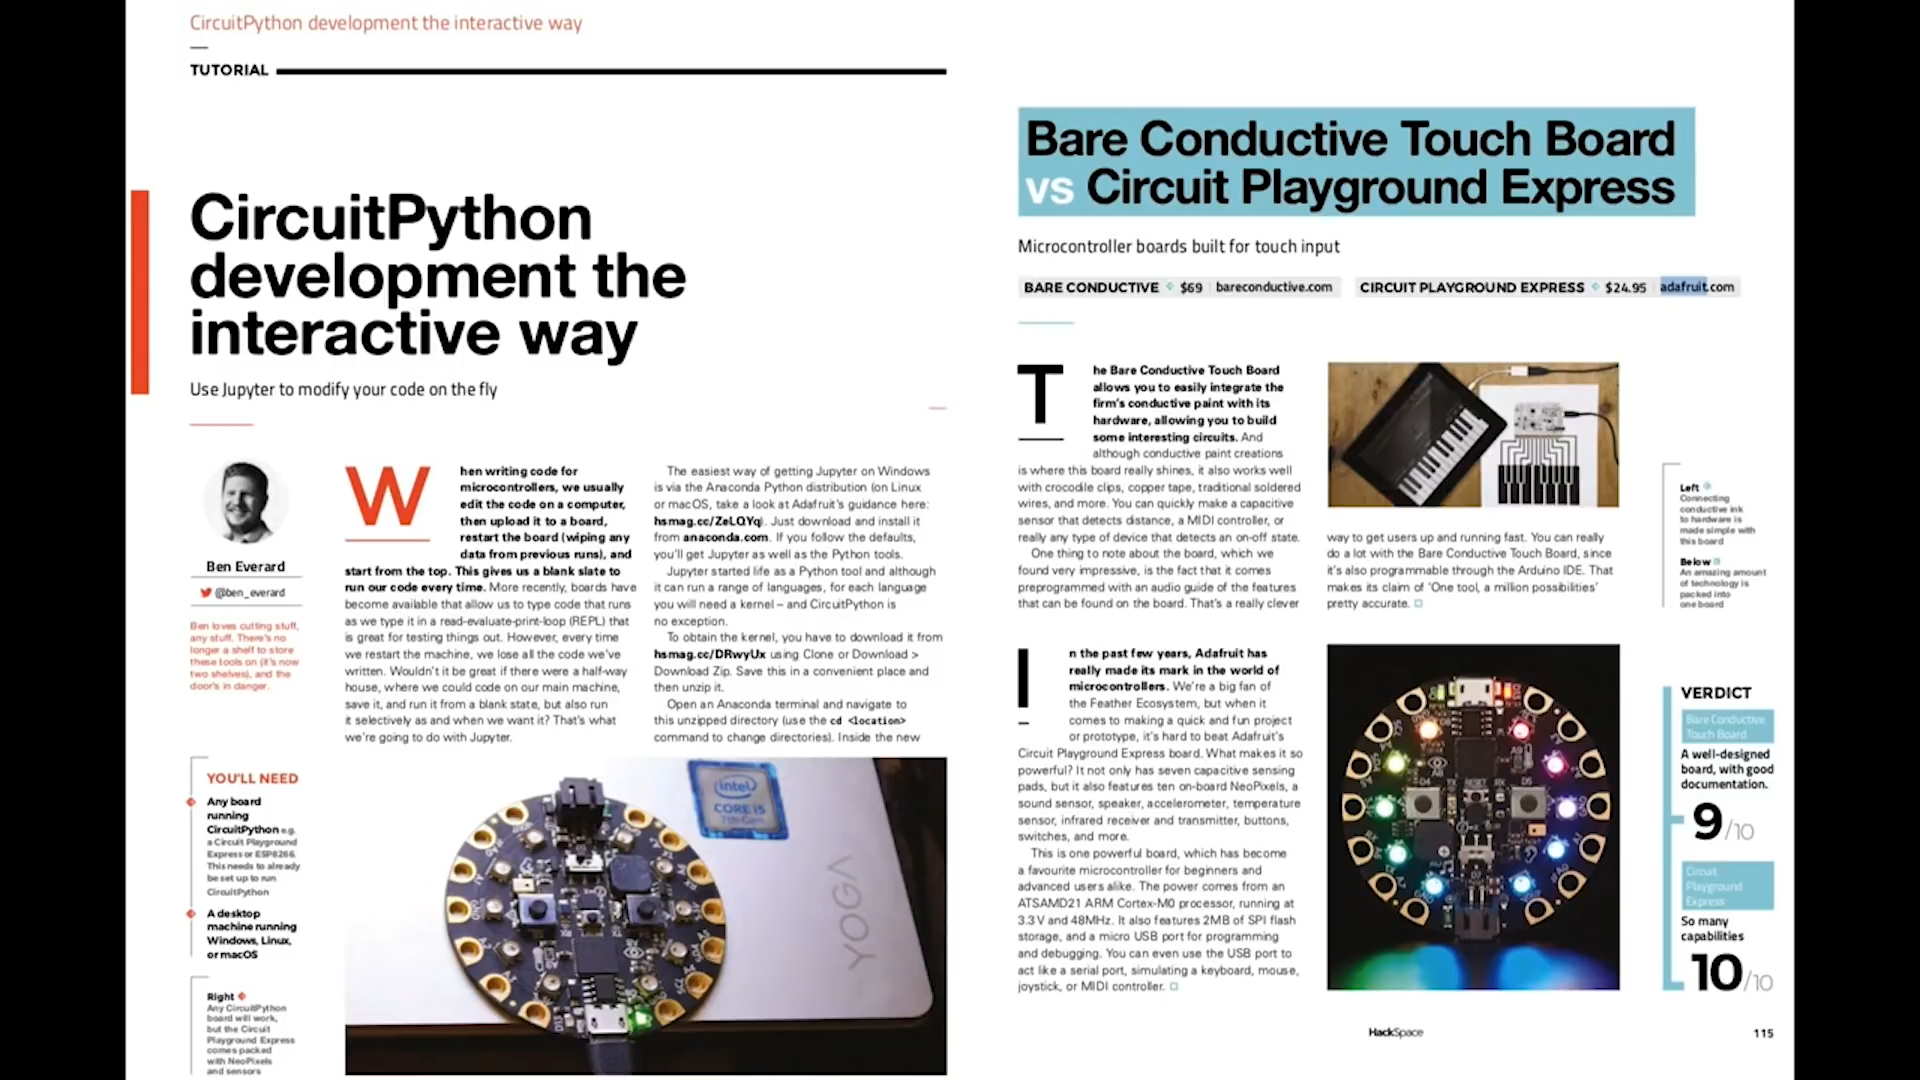 CircuitPython development the interactive way
TUTORIAL
CircuitPython
development the
interactive way
Use Jupyter to modify your code on the fly
Ben Everard
@ben_everard
Ben loves cutting stuff,
any stuff. There's no
longer a shelf to store
these tools on (it's now
two shelves), and the
door's in danger.
When writing code for
microcontrollers, we usually
edit the code on a computer,
then upload it to a board,
restart the board (wiping any
data from previous runs), and
start from the top. This gives us a blank slate to
run our code every time. More recently, boards have
become available that allow us to type code that runs
as we type it in a read-evaluate-print-loop (REPL) that
is great for testing things out. However, every time
we restart the machine, we lose all the code we've
written. Wouldn't it be great if there were a half-way
house, where we could code on our main machine,
save it, and run it from a blank state, but also run
it selectively as and when we want it? That's what
we're going to do with Jupyter.
The easiest way of getting Jupyter on Windows
is via the Anaconda Python distribution (on Linux
or macOS, take a look at Adafruit's guidance here:
hsmag.cc/ZeLQYq). Just download and install it
from anaconda.com. If you follow the defaults,
you'll get Jupyter as well as the Python tools.
Jupyter started life as a Python tool and although
it can run a range of languages, for each language
you will need a kernel – and CircuitPython is
no exception.
To obtain the kernel, you have to download it from
hsmag.cc/DRwyUx using Clone or Download >
Download Zip. Save this in a convenient place and
then unzip it.
Open an Anaconda terminal and navigate to
this unzipped directory (use the cd <location>
command to change directories). Inside the new
YOU'LL NEED
Any board
running
CircuitPython e.g.
a Circuit Playground
Express or ESP8266.
This needs to already
be set up to run
CircuitPython
A desktop
machine running
Windows, Linux,
or macOS
Right
Any CircuitPython
board will work,
but the Circuit
Playground Express
comes packed
with NeoPixels
and sensors
intel
CORE i5
7th Gen
YOGA
Bare Conductive Touch Board
vs Circuit Playground Express
Microcontroller boards built for touch input
BARE CONDUCTIVE $69 bareconductive.com
CIRCUIT PLAYGROUND EXPRESS $24.95 adafruit.com
The Bare Conductive Touch Board
allows you to easily integrate the
firm's conductive paint with its
hardware, allowing you to build
some interesting circuits. And
although conductive paint creations
is where this board really shines, it also works well
with crocodile clips, copper tape, traditional soldered
wires, and more. You can quickly make a capacitive
sensor that detects distance, a MIDI controller, or
really any type of device that detects an on-off state.
One thing to note about the board, which we
found very impressive, is the fact that it comes
preprogrammed with an audio guide of the features
that can be found on the board. That's a really clever
way to get users up and running fast. You can really
do a lot with the Bare Conductive Touch Board, since
it's also programmable through the Arduino IDE. That
makes its claim of 'One tool, a million possibilities'
pretty accurate.
Left
Connecting
conductive ink
to hardware is
made simple with
this board
Below
An amazing amount
of technology is
packed into
one board
In the past few years, Adafruit has
really made its mark in the world of
microcontrollers. We're a big fan of
the Feather Ecosystem, but when it
comes to making a quick and fun project
or prototype, it's hard to beat Adafruit's
Circuit Playground Express board. What makes it so
powerful? It not only has seven capacitive sensing
pads, but it also features ten on-board NeoPixels, a
sound sensor, speaker, accelerometer, temperature
sensor, infrared receiver and transmitter, buttons,
switches, and more.
This is one powerful board, which has become
a favourite microcontroller for beginners and
advanced users alike. The power comes from an
ATSAMD21 ARM Cortex-M0 processor, running at
3.3 V and 48MHz. It also features 2MB of SPI flash
storage, and a micro USB port for programming
and debugging. You can even use the USB port to
act like a serial port, simulating a keyboard, mouse,
joystick, or MIDI controller.
VERDICT
Bare Conductive
Touch Board
A well-designed
board, with good
documentation.
9/10
Circuit
Playground
Express
So many
capabilities
10/10
HackSpace
115